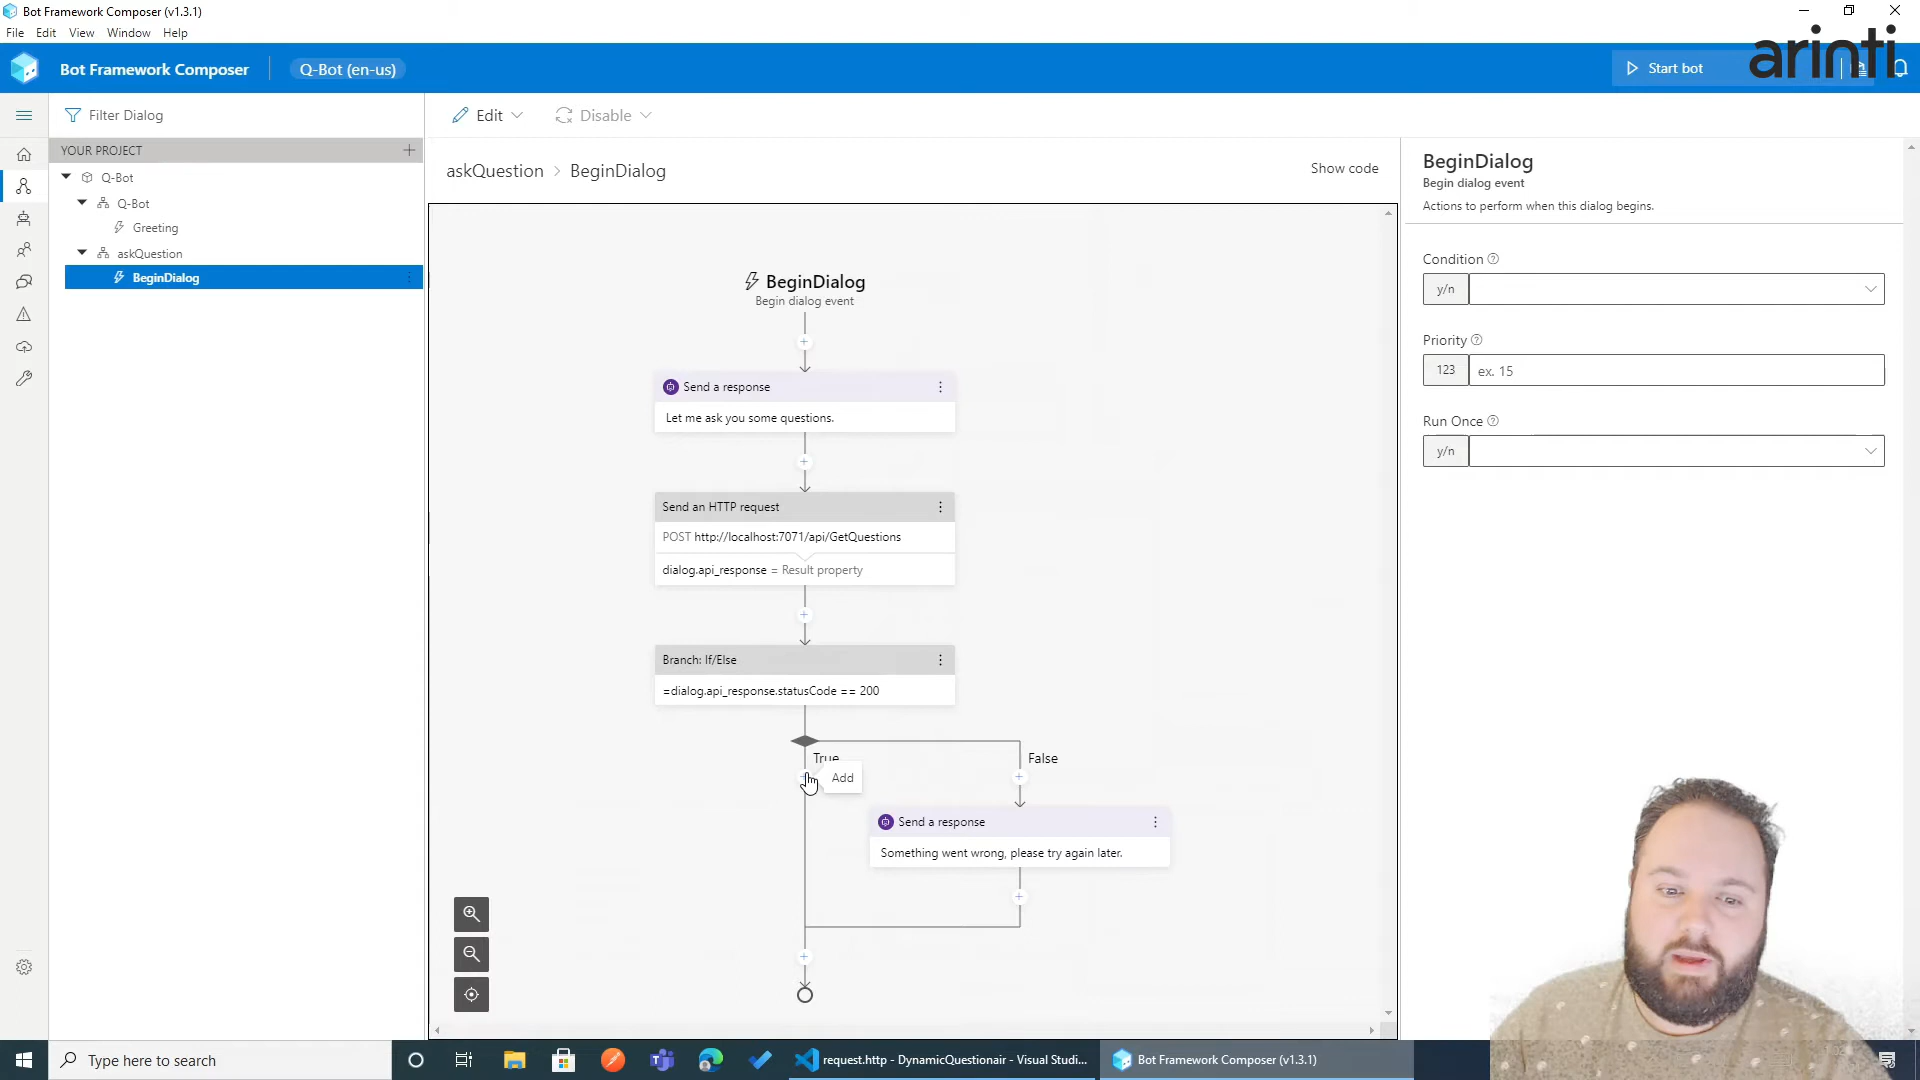 Bot Framework Composer (v1.3.1)
File Edit View Window Help
Bot Framework Composer
Q-Bot (en-us)
Start bot
arinti
Filter Dialog
Edit
Disable
YOUR PROJECT
Q-Bot
Q-Bot
Greeting
askQuestion
BeginDialog
askQuestion > BeginDialog
Show code
BeginDialog
Begin dialog event
Send a response
Let me ask you some questions.
Send an HTTP request
POST http://localhost:7071/api/GetQuestions
dialog.api_response = Result property
Branch: If/Else
=dialog.api_response.statusCode == 200
True
False
Add
Send a response
Something went wrong, please try again later.
BeginDialog
Begin dialog event
Actions to perform when this dialog begins.
Condition
y/n
Priority
123
ex. 15
Run Once
y/n
Type here to search
request.http - DynamicQuestionair - Visual Studi...
Bot Framework Composer (v1.3.1)